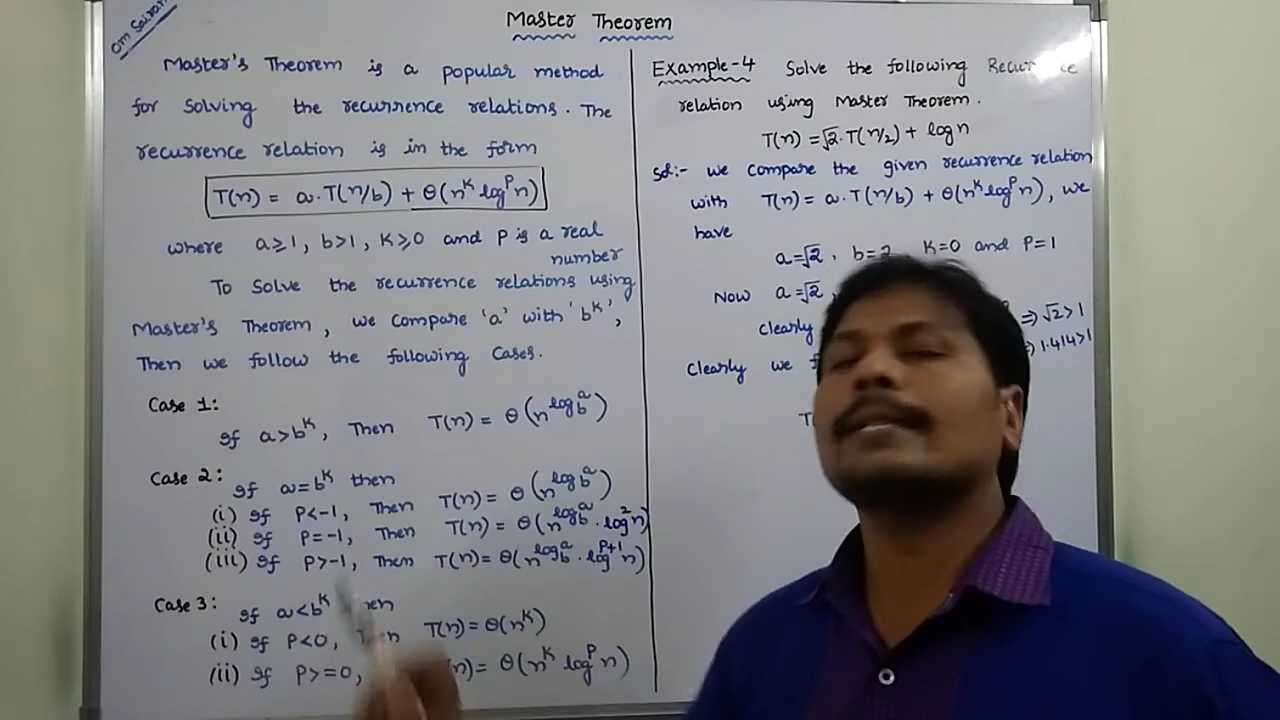 Om Sairam
Master Theorem
Master's Theorem is a popular method
for solving the recurrence relations. The
recurrence relation is in the form
T(n) = a.T(n/b) + θ(n^k log^p n)
where a≥1, b>1, k≥0 and P is a real
number
To solve the recurrence relations using
Master's Theorem, we compare 'a' with 'b^k',
Then we follow the following Cases.
Case 1:
If a>b^k, Then T(n) = θ(n^log_b^a)
Case 2:
If a=b^k then
(i) If P<-1, Then T(n) = θ(n^log_b^a)
(ii) If P=-1, Then T(n) = θ(n^log_b^a . log^2 n)
(iii) If P>-1, Then T(n) = θ(n^log_b^a . log^p+1 n)
Case 3:
If a<b^k
(i) If P<0, T(n) = θ(n^k)
(ii) If P>=0, (n) = θ(n^k log^p n)
Example-4 Solve the following
relation using Master Theorem.
T(n) = √2.T(n/2) + log n
Sol:- we compare the given recurrence relation
with T(n) = a.T(n/b) + θ(n^k log^p n), we
have
a=√2, b=2 K=0 and P=1
Now a=√2,
Clearly ⇒ √2>1
⇒ 1.414>1
Clearly we